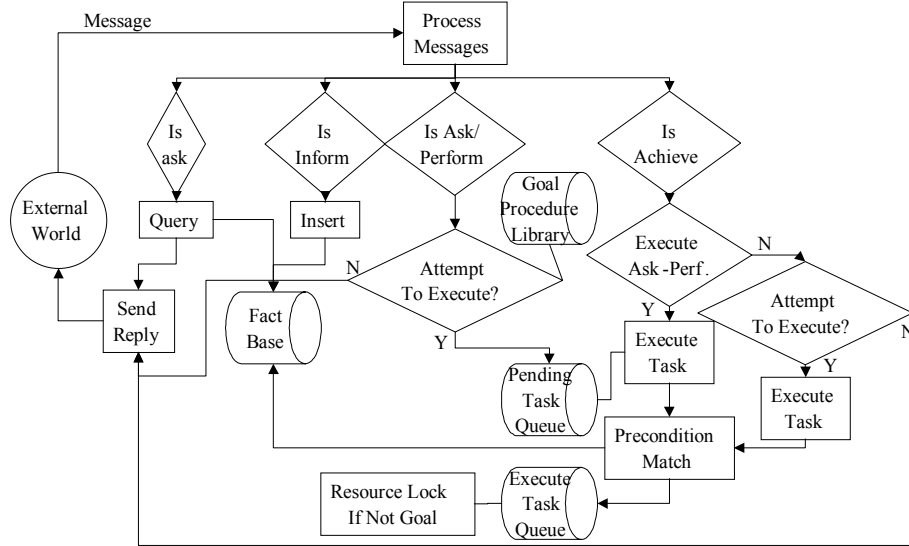 Message
Process
Messages
Is
ask
Is
Inform
Is Ask/
Perform
Is
Achieve
External
World
Query
Insert
Goal
Procedure
Library
Execute
Ask -Perf.
N
N
Attempt
To Execute?
Attempt
To Execute?
N
Send
Reply
Fact
Base
Y
Y
Execute
Task
Y
Pending
Task
Queue
Execute
Task
Precondition
Match
Resource Lock
If Not Goal
Execute
Task
Queue